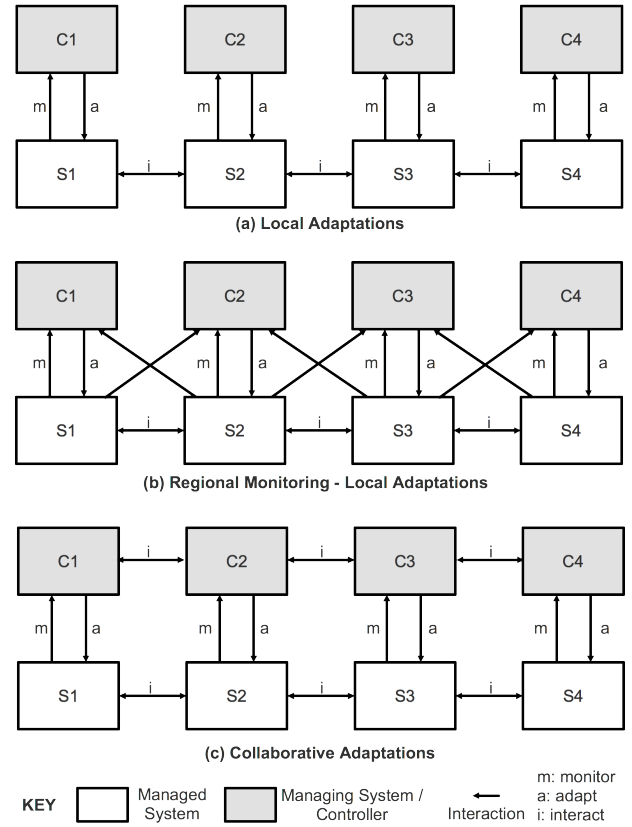 C1 C2 C3 C4
m a m a m a m a
S1 i S2 i S3 i S4
(a) Local Adaptations
C1 C2 C3 C4
m a m a m a m a
S1 i S2 i S3 i S4
(b) Regional Monitoring - Local Adaptations
C1 i C2 i C3 i C4
m a m a m a m a
S1 i S2 i S3 i S4
(c) Collaborative Adaptations
KEY
Managed
System
Managing System /
Controller
Interaction
m: monitor
a: adapt
i: interact